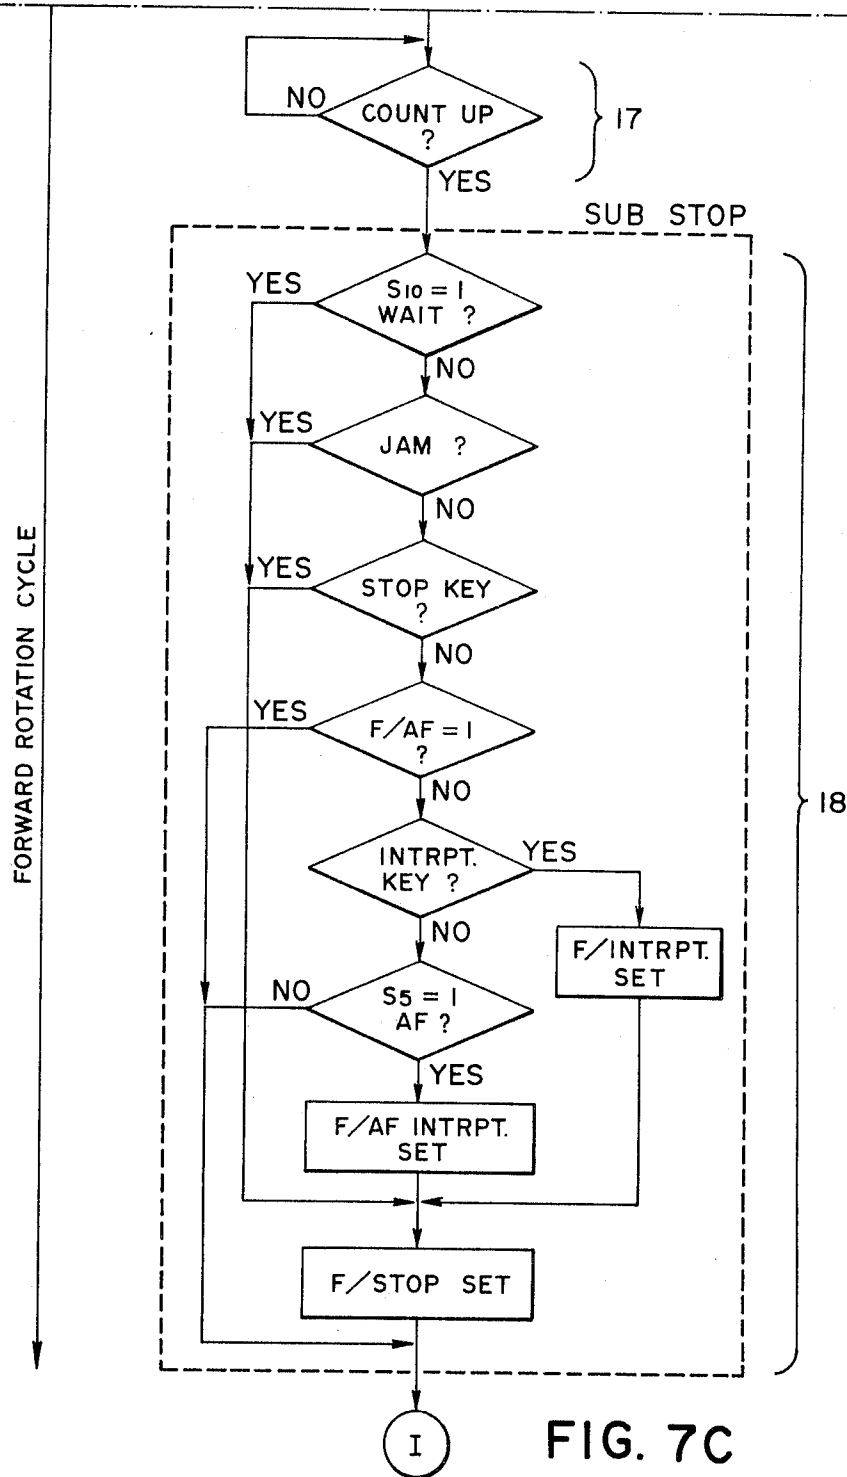 NO
COUNT UP
?
17
YES
SUB STOP
YES
S10 = 1
WAIT ?
NO
YES
JAM ?
NO
YES
STOP KEY
?
NO
YES
F/AF = 1
?
NO
INTRPT.
KEY ?
YES
NO
F/INTRPT.
SET
NO
S5 = 1
AF ?
YES
F/AF INTRPT.
SET
F/STOP SET
I
FORWARD ROTATION CYCLE
18
FIG. 7C